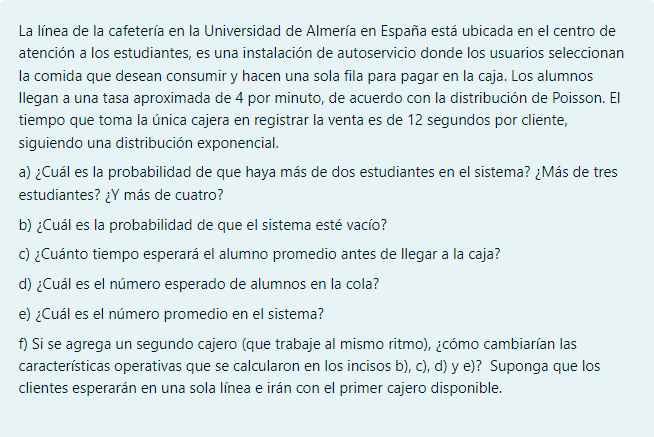 La línea de la cafetería en la Universidad de Almería en España está ubicada en el centro de
atención a los estudiantes, es una instalación de autoservicio donde los usuarios seleccionan
la comida que desean consumir y hacen una sola fila para pagar en la caja. Los alumnos
llegan a una tasa aproximada de 4 por minuto, de acuerdo con la distribución de Poisson. El
tiempo que toma la única cajera en registrar la venta es de 12 segundos por cliente,
siguiendo una distribución exponencial.
a) ¿Cuál es la probabilidad de que haya más de dos estudiantes en el sistema? ¿Más de tres
estudiantes? ¿Y más de cuatro?
b) ¿Cuál es la probabilidad de que el sistema esté vacío?
c) ¿Cuánto tiempo esperará el alumno promedio antes de llegar a la caja?
d) ¿Cuál es el número esperado de alumnos en la cola?
e) ¿Cuál es el número promedio en el sistema?
f) Si se agrega un segundo cajero (que trabaje al mismo ritmo), ¿cómo cambiarían las
características operativas que se calcularon en los incisos b), c), d) y e)? Suponga que los
clientes esperarán en una sola línea e irán con el primer cajero disponible.